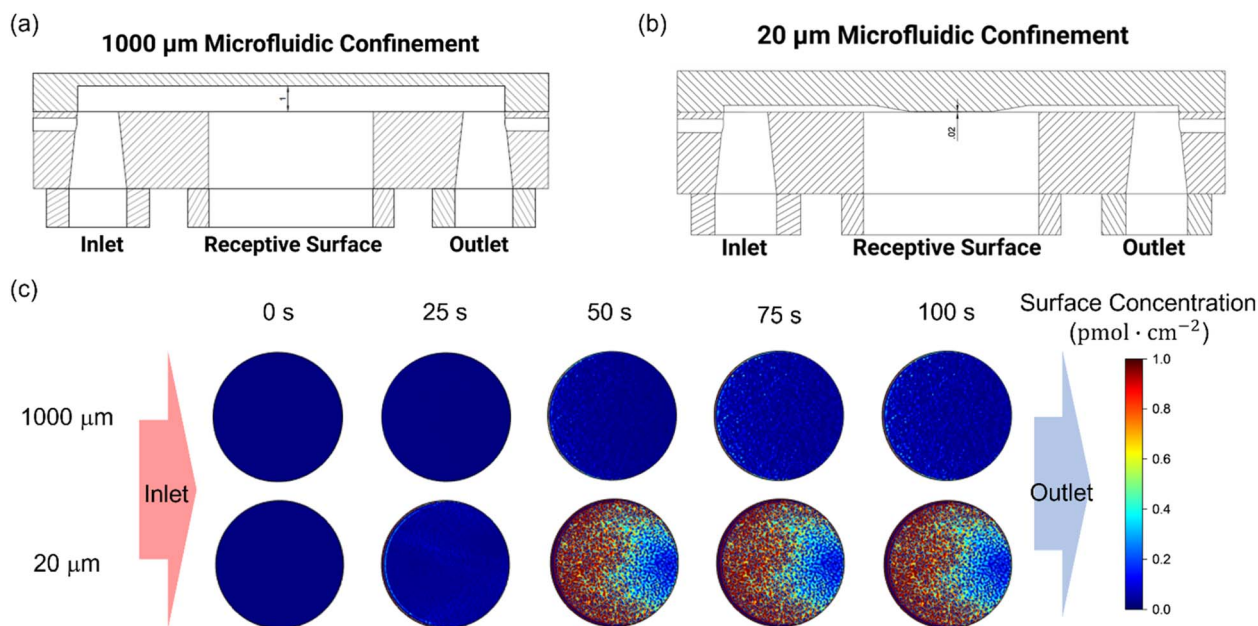 (a)
1000 µm Microfluidic Confinement
1
Inlet
Receptive Surface
Outlet
(b)
20 µm Microfluidic Confinement
.02
Inlet
Receptive Surface
Outlet
(c)
0 s
25 s
50 s
75 s
100 s
Surface Concentration
(pmol · cm⁻²)
1000 µm
20 µm
Inlet
Outlet
1.0
0.8
0.6
0.4
0.2
0.0